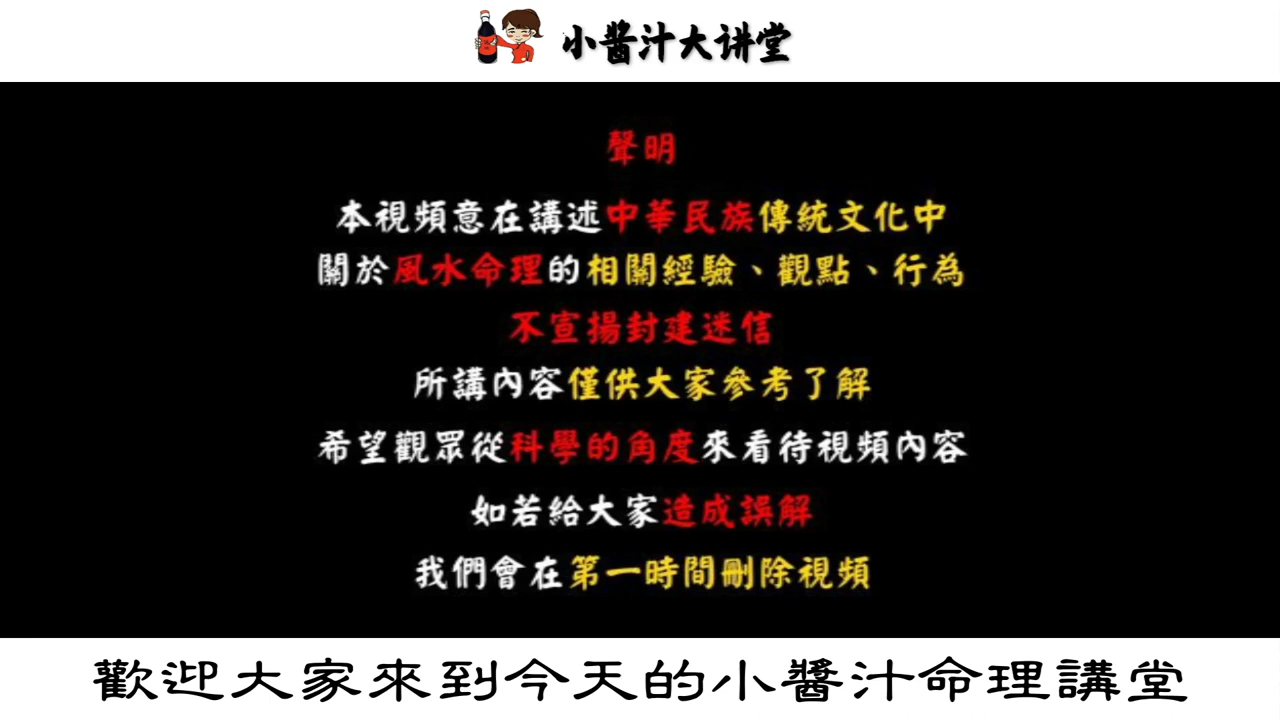 小醬汁大讲堂
聲明
本視頻意在講述中華民族傳統文化中
關於風水命理的相關經驗、觀點、行為
不宣揚封建迷信
所講內容僅供大家參考了解
希望觀眾從科學的角度來看待視頻內容
如若給大家造成誤解
我們會在第一時間刪除視頻
歡迎大家來到今天的小醬汁命理講堂